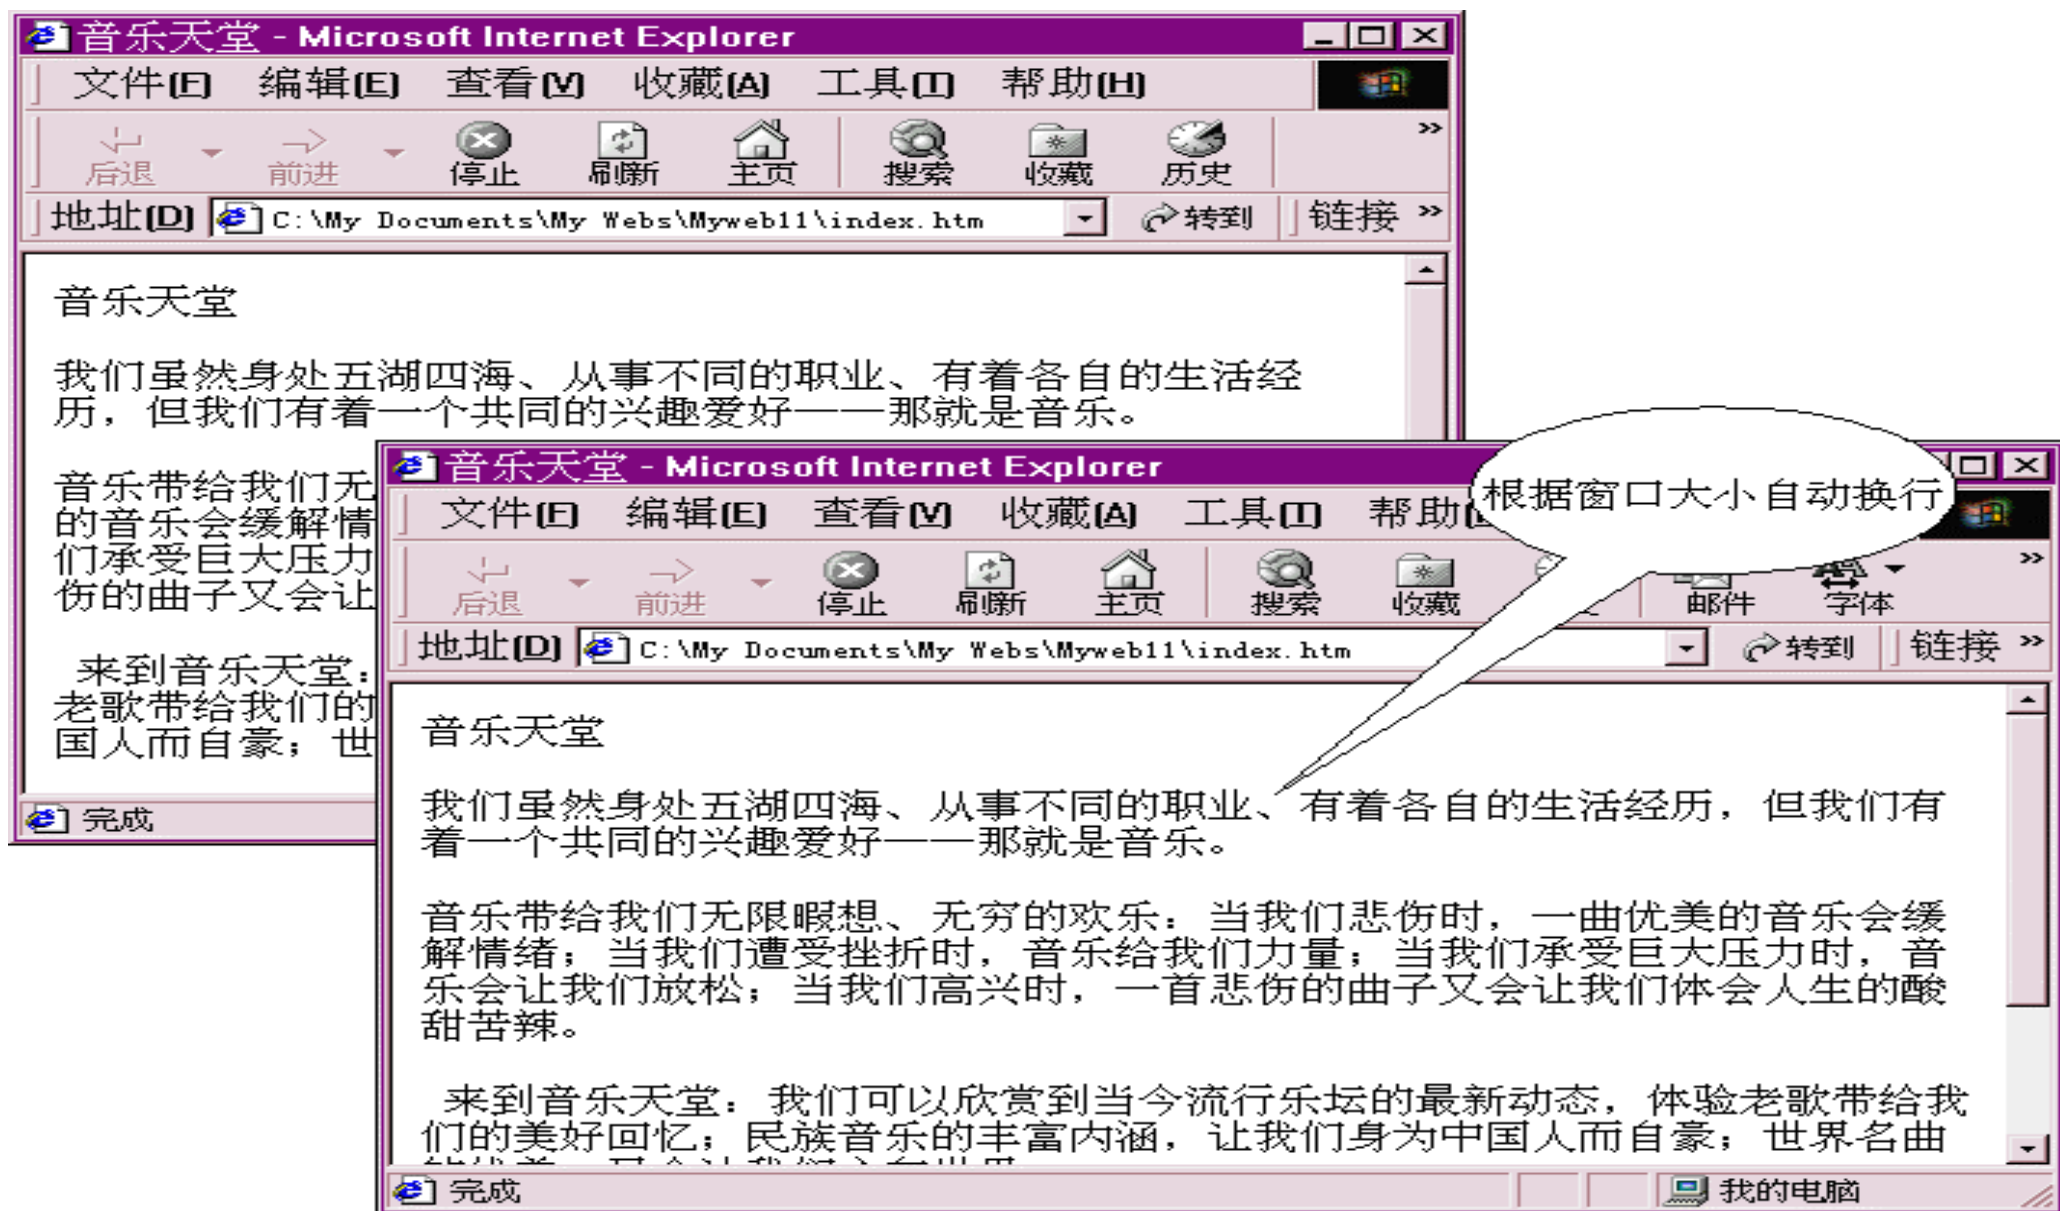 音乐天堂 - Microsoft Internet Explorer
文件(F) 编辑(E) 查看(V) 收藏(A) 工具(T) 帮助(H)
后退 前进 停止 刷新 主页 搜索 收藏 历史 »
地址(D) C:\My Documents\My Webs\Myweb11\index.htm 转到 链接 »
音乐天堂
我们虽然身处五湖四海、从事不同的职业、有着各自的生活经
历，但我们有着一个共同的兴趣爱好——那就是音乐。
音乐带给我们无
的音乐会缓解情
们承受巨大压力
伤的曲子又会让
来到音乐天堂：
老歌带给我们的
国人而自豪；世
完成
音乐天堂 - Microsoft Internet Explorer
文件(F) 编辑(E) 查看(V) 收藏(A) 工具(T) 帮助
根据窗口大小自动换行
后退 前进 停止 刷新 主页 搜索 收藏 邮件 字体 »
地址(D) C:\My Documents\My Webs\Myweb11\index.htm 转到 链接 »
音乐天堂
我们虽然身处五湖四海、从事不同的职业、有着各自的生活经历，但我们有
着一个共同的兴趣爱好——那就是音乐。
音乐带给我们无限暇想、无穷的欢乐：当我们悲伤时，一曲优美的音乐会缓
解情绪；当我们遭受挫折时，音乐给我们力量；当我们承受巨大压力时，音
乐会让我们放松；当我们高兴时，一首悲伤的曲子又会让我们体会人生的酸
甜苦辣。
来到音乐天堂：我们可以欣赏到当今流行乐坛的最新动态，体验老歌带给我
们的美好回忆；民族音乐的丰富内涵，让我们身为中国人而自豪；世界名曲
完成 我的电脑